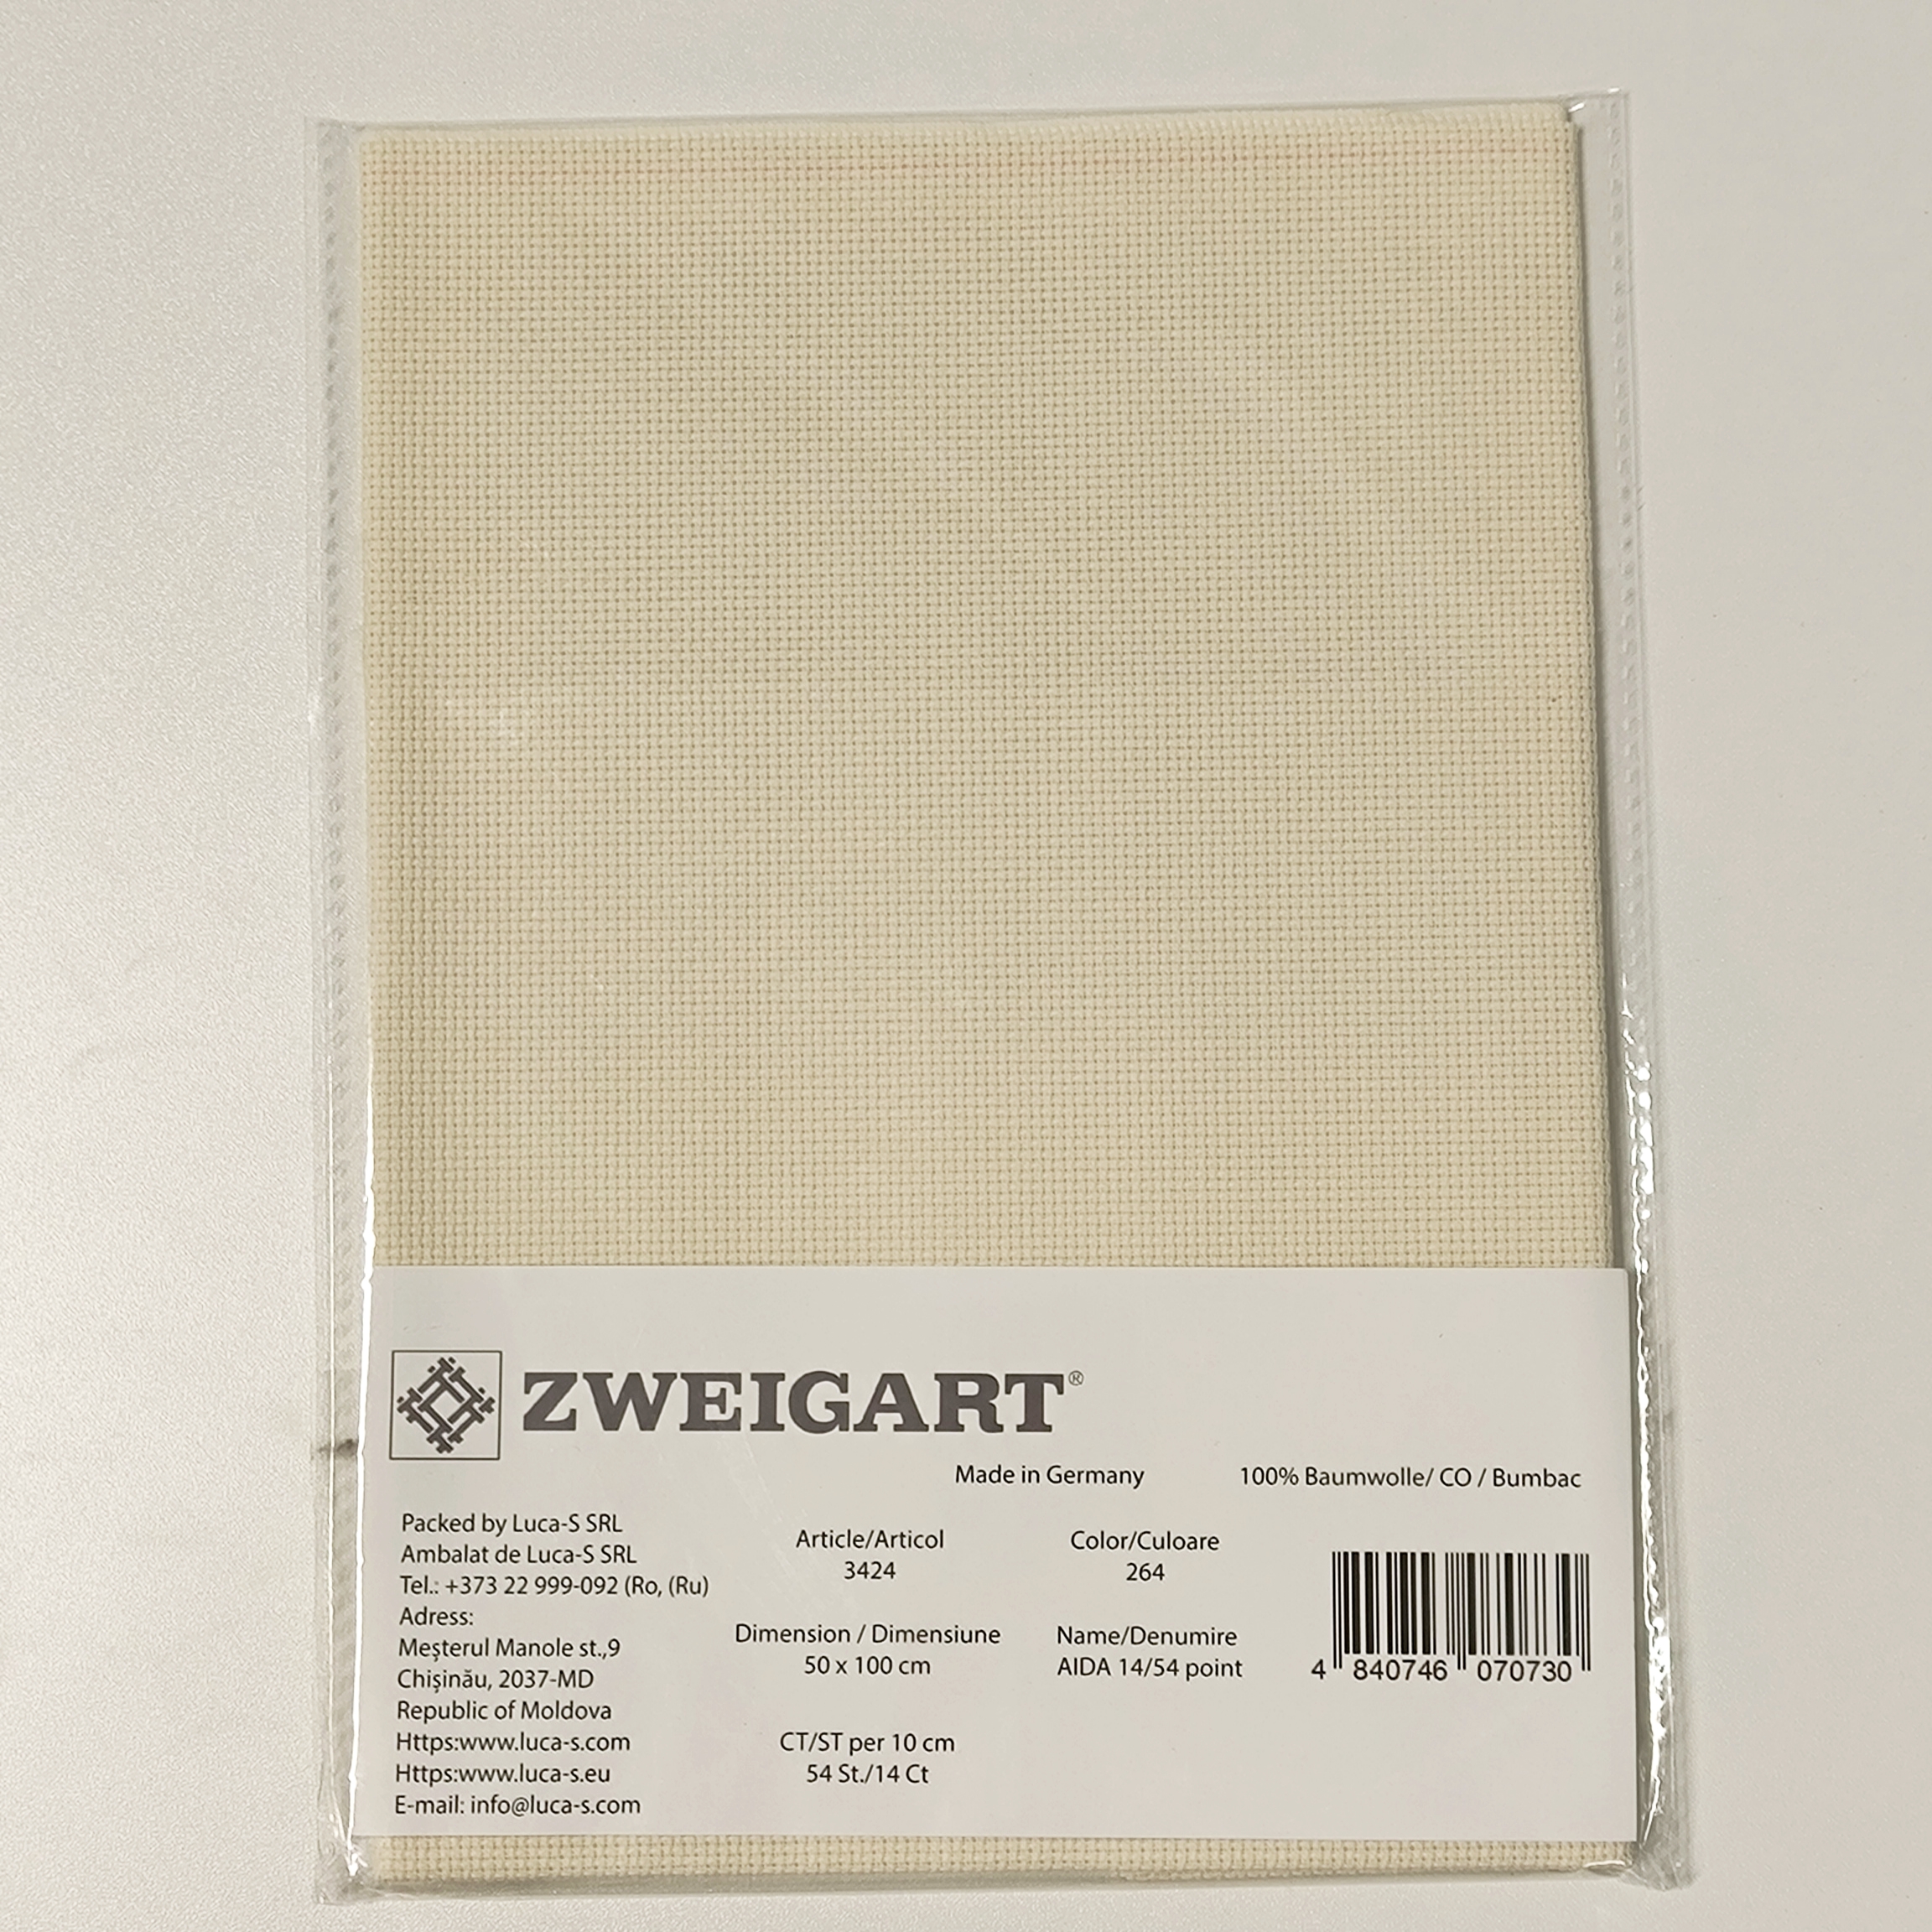 ZWEIGART®
Made in Germany
100% Baumwolle/ CO / Bumbac
Packed by Luca-S SRL
Ambalat de Luca-S SRL
Tel.: +373 22 999-092 (Ro, (Ru)
Adress:
Meșterul Manole st.,9
Chișinău, 2037-MD
Republic of Moldova
Https:www.luca-s.com
Https:www.luca-s.eu
E-mail: info@luca-s.com
Article/Articol
3424
Color/Culoare
264
Dimension / Dimensiune
50 x 100 cm
Name/Denumire
AIDA 14/54 point
CT/ST per 10 cm
54 St./14 Ct
4 840746 070730